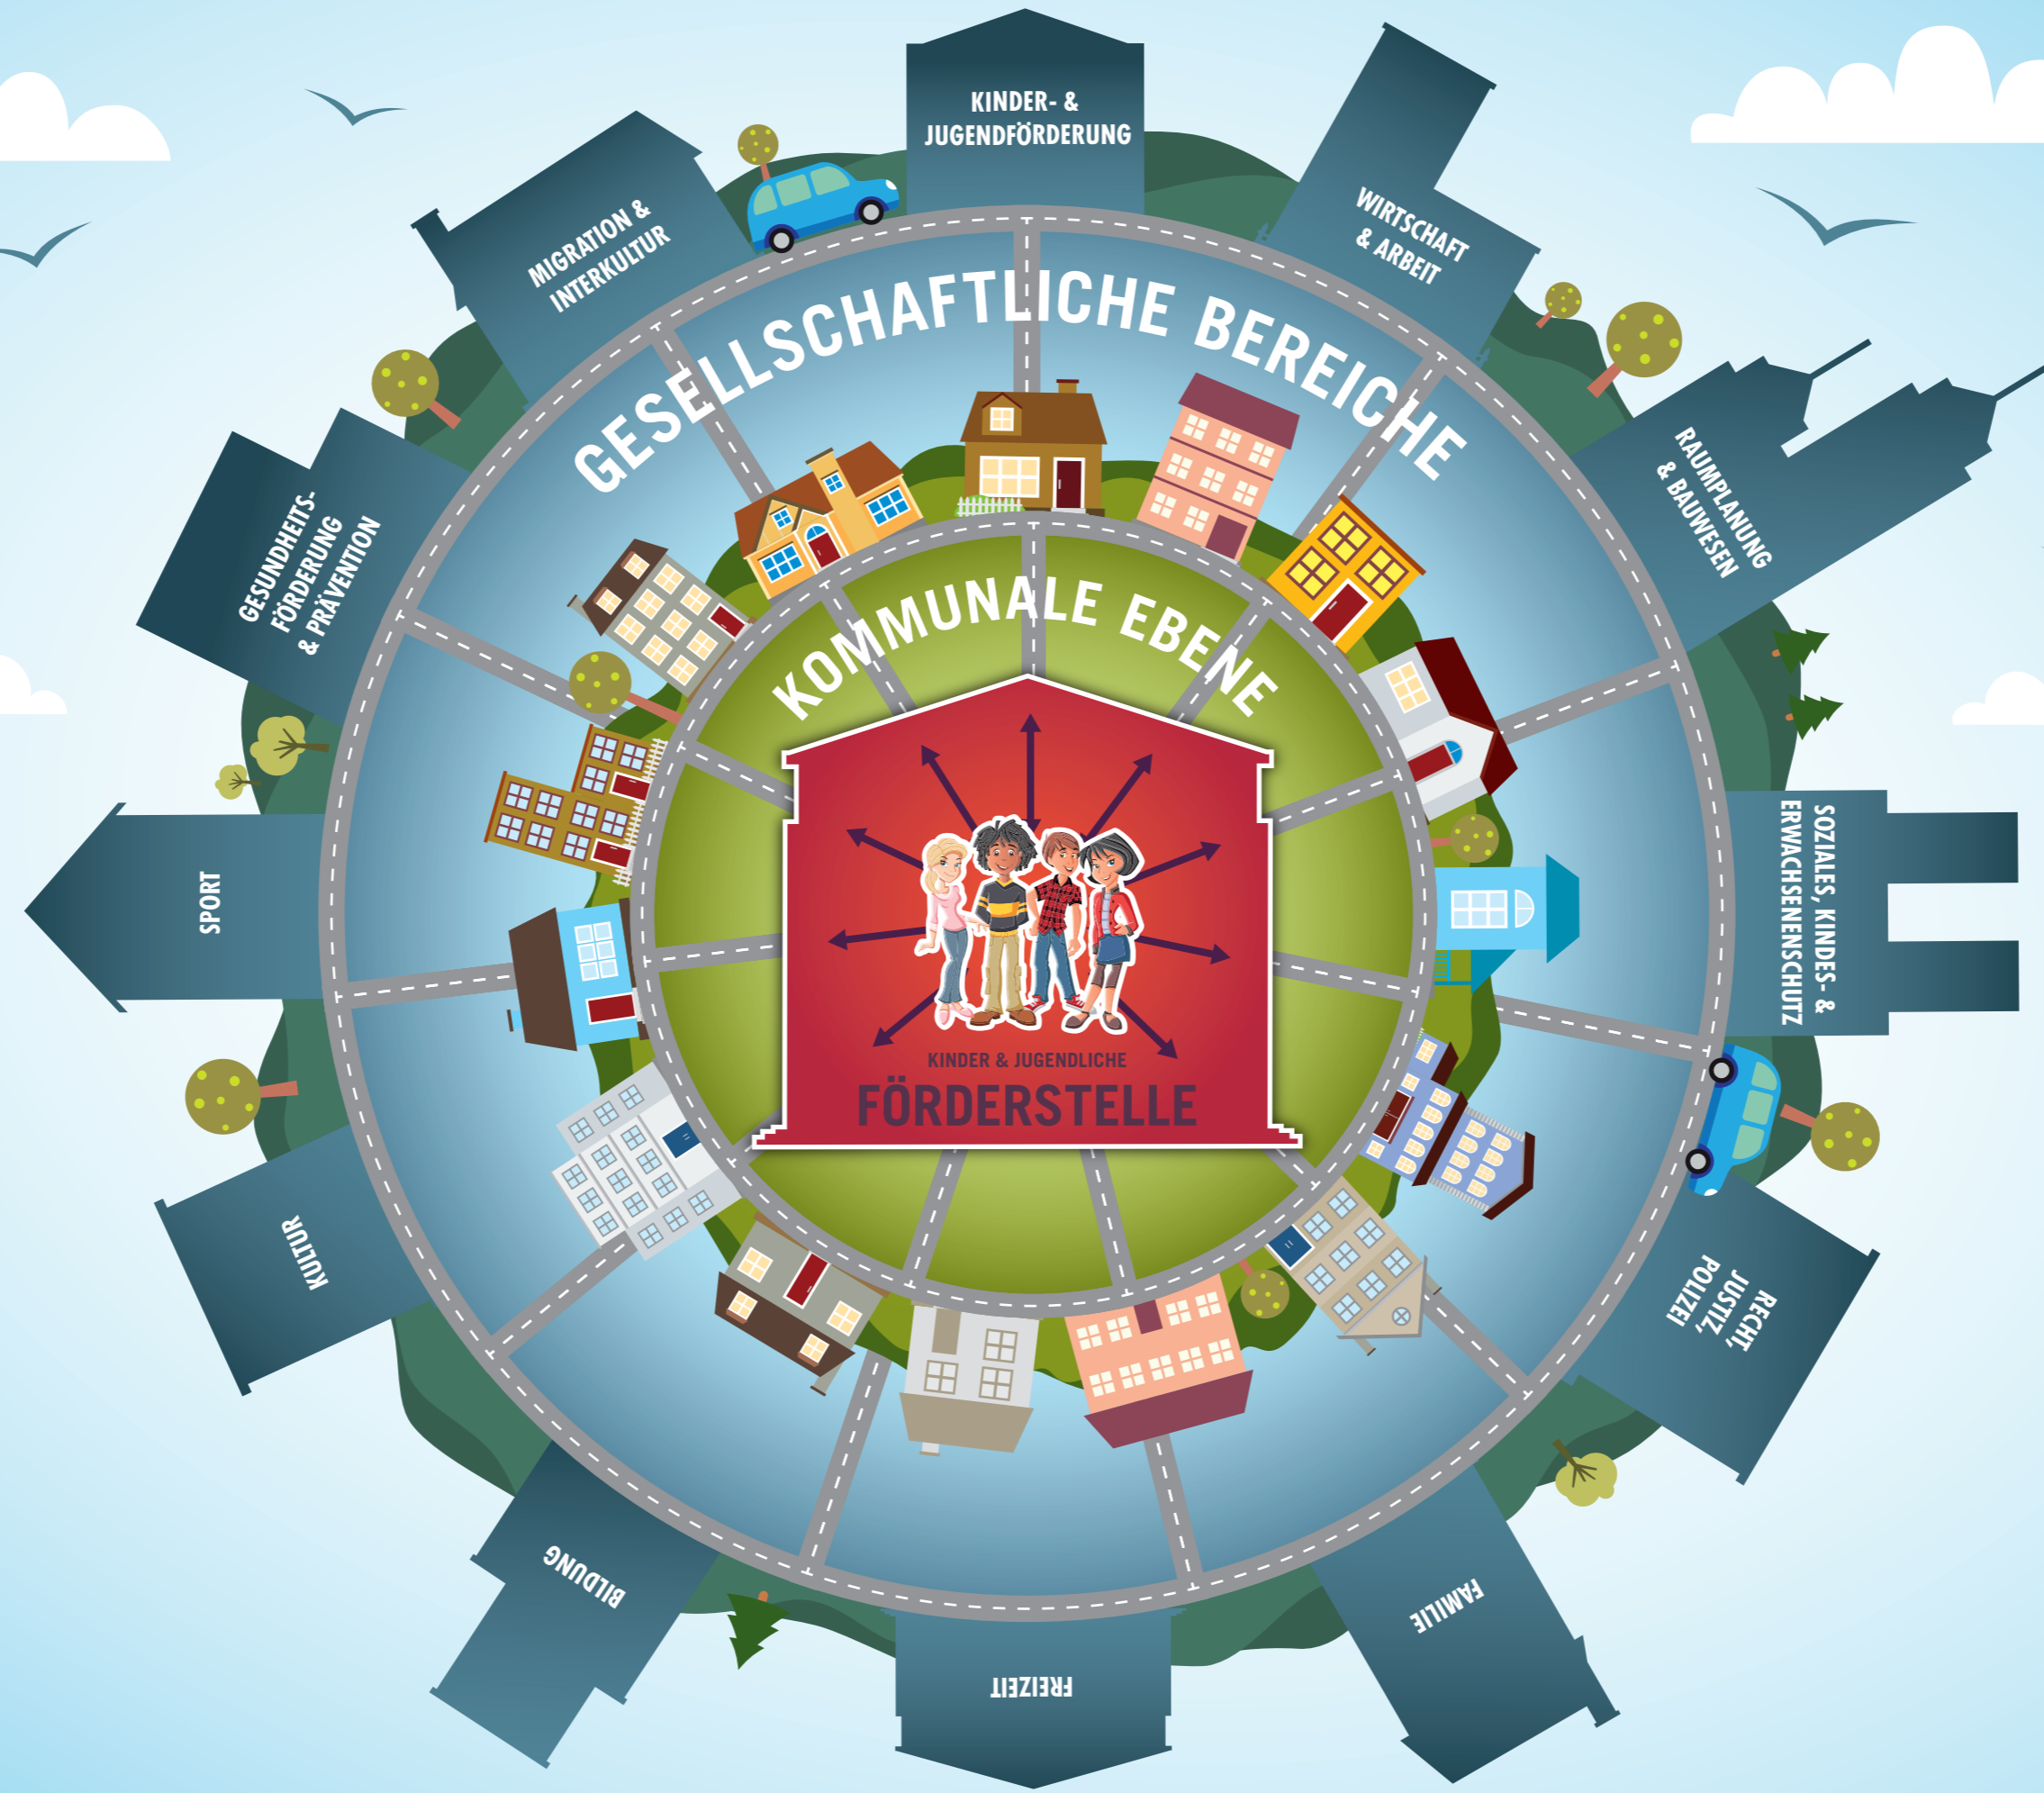 KINDER- &
JUGENDFÖRDERUNG
WIRTSCHAFT
& ARBEIT
RAUMPLANUNG
& BAUWESEN
SOZIALES, KINDES- &
ERWACHSENENSCHUTZ
RECHT,
JUSTIZ,
POLIZEI
FAMILIE
FREIZEIT
BILDUNG
KULTUR
SPORT
GESUNDHEITS-
FÖRDERUNG
& PRÄVENTION
MIGRATION &
INTERKULTUR
GESELLSCHAFTLICHE BEREICHE
KOMMUNALE EBENE
KINDER & JUGENDLICHE
FÖRDERSTELLE